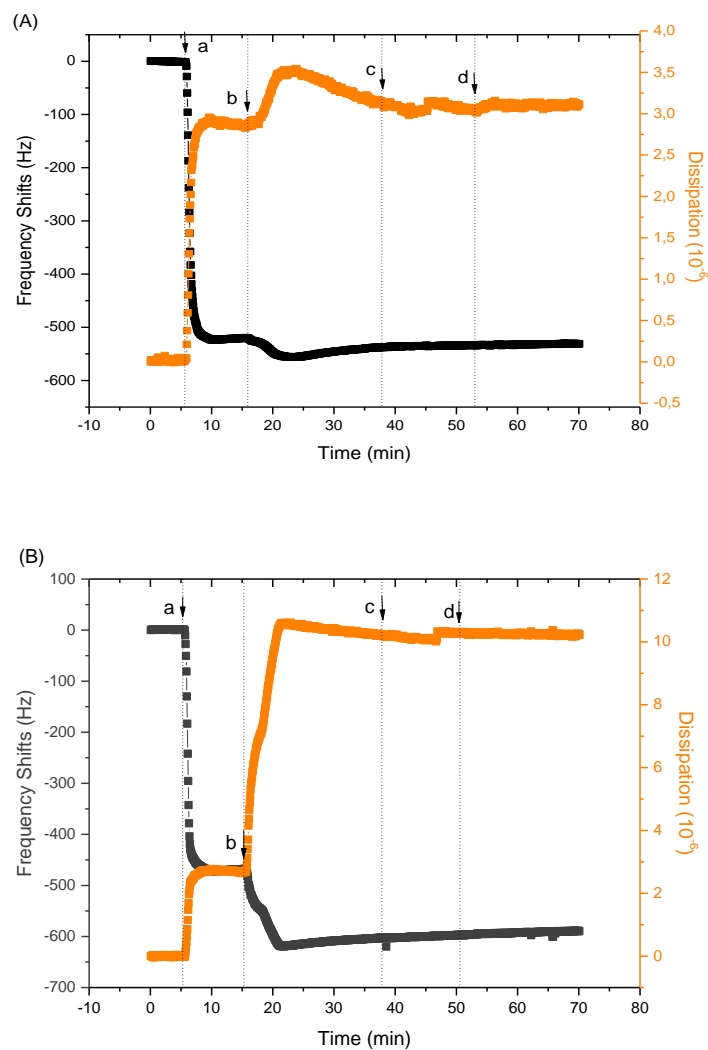 (A)
a
b
c
d
0
-100
-200
-300
-400
-500
-600
Frequency Shifts (Hz)
4,0
3,5
3,0
2,5
2,0
1,5
1,0
0,5
0,0
-0,5
Dissipation (10-6)
-10 0 10 20 30 40 50 60 70 80
Time (min)
(B)
a
b
c
d
100
0
-100
-200
-300
-400
-500
-600
-700
Frequency Shifts (Hz)
12
10
8
6
4
2
0
Dissipation (10-6)
-10 0 10 20 30 40 50 60 70 80
Time (min)